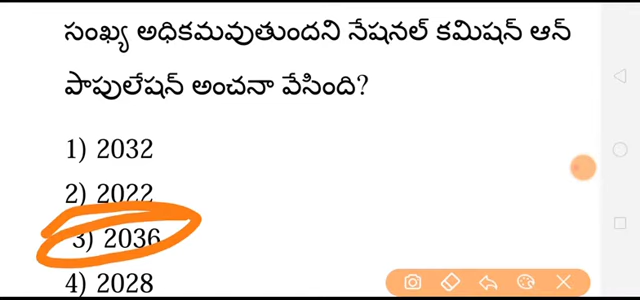 సంఖ్య అధికమవుతుందని నేషనల్ కమిషన్ ఆన్
పాపులేషన్ అంచనా వేసింది?
1) 2032
2) 2022
3) 2036
4) 2028